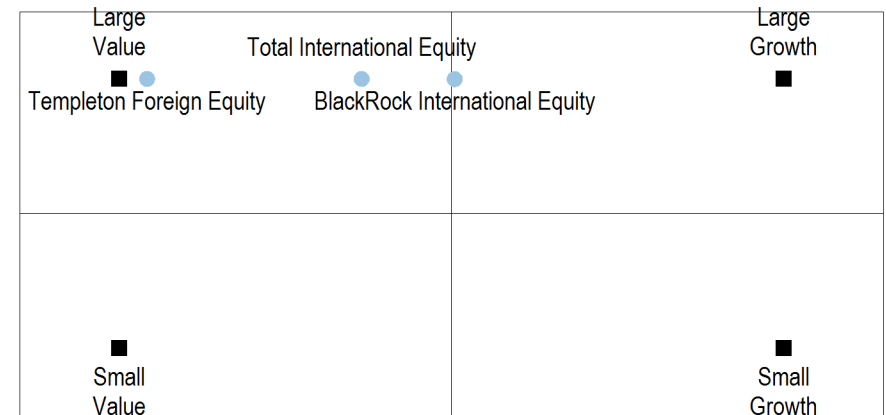 Large
Value
Total International Equity
Large
Growth
Templeton Foreign Equity
BlackRock International Equity
Small
Value
Small
Growth